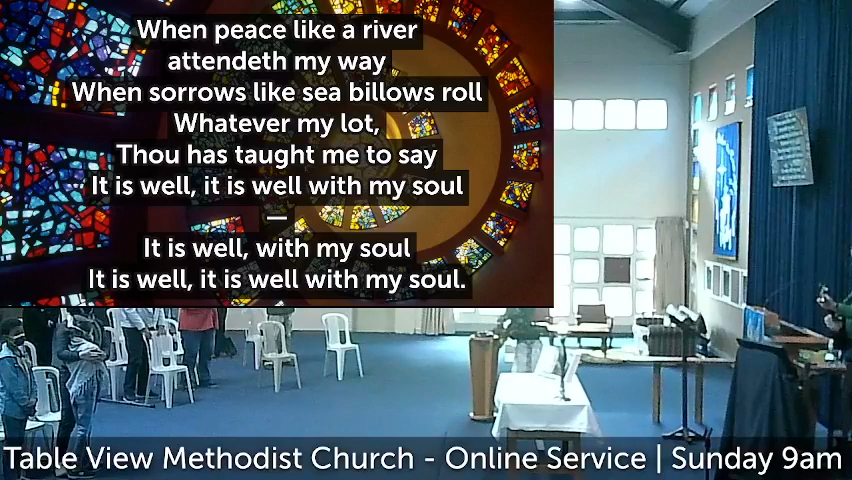 When peace like a river
attendeth my way
When sorrows like sea billows roll
Whatever my lot,
Thou has taught me to say
It is well, it is well with my soul
—
It is well, with my soul
It is well, it is well with my soul.
Table View Methodist Church - Online Service | Sunday 9am